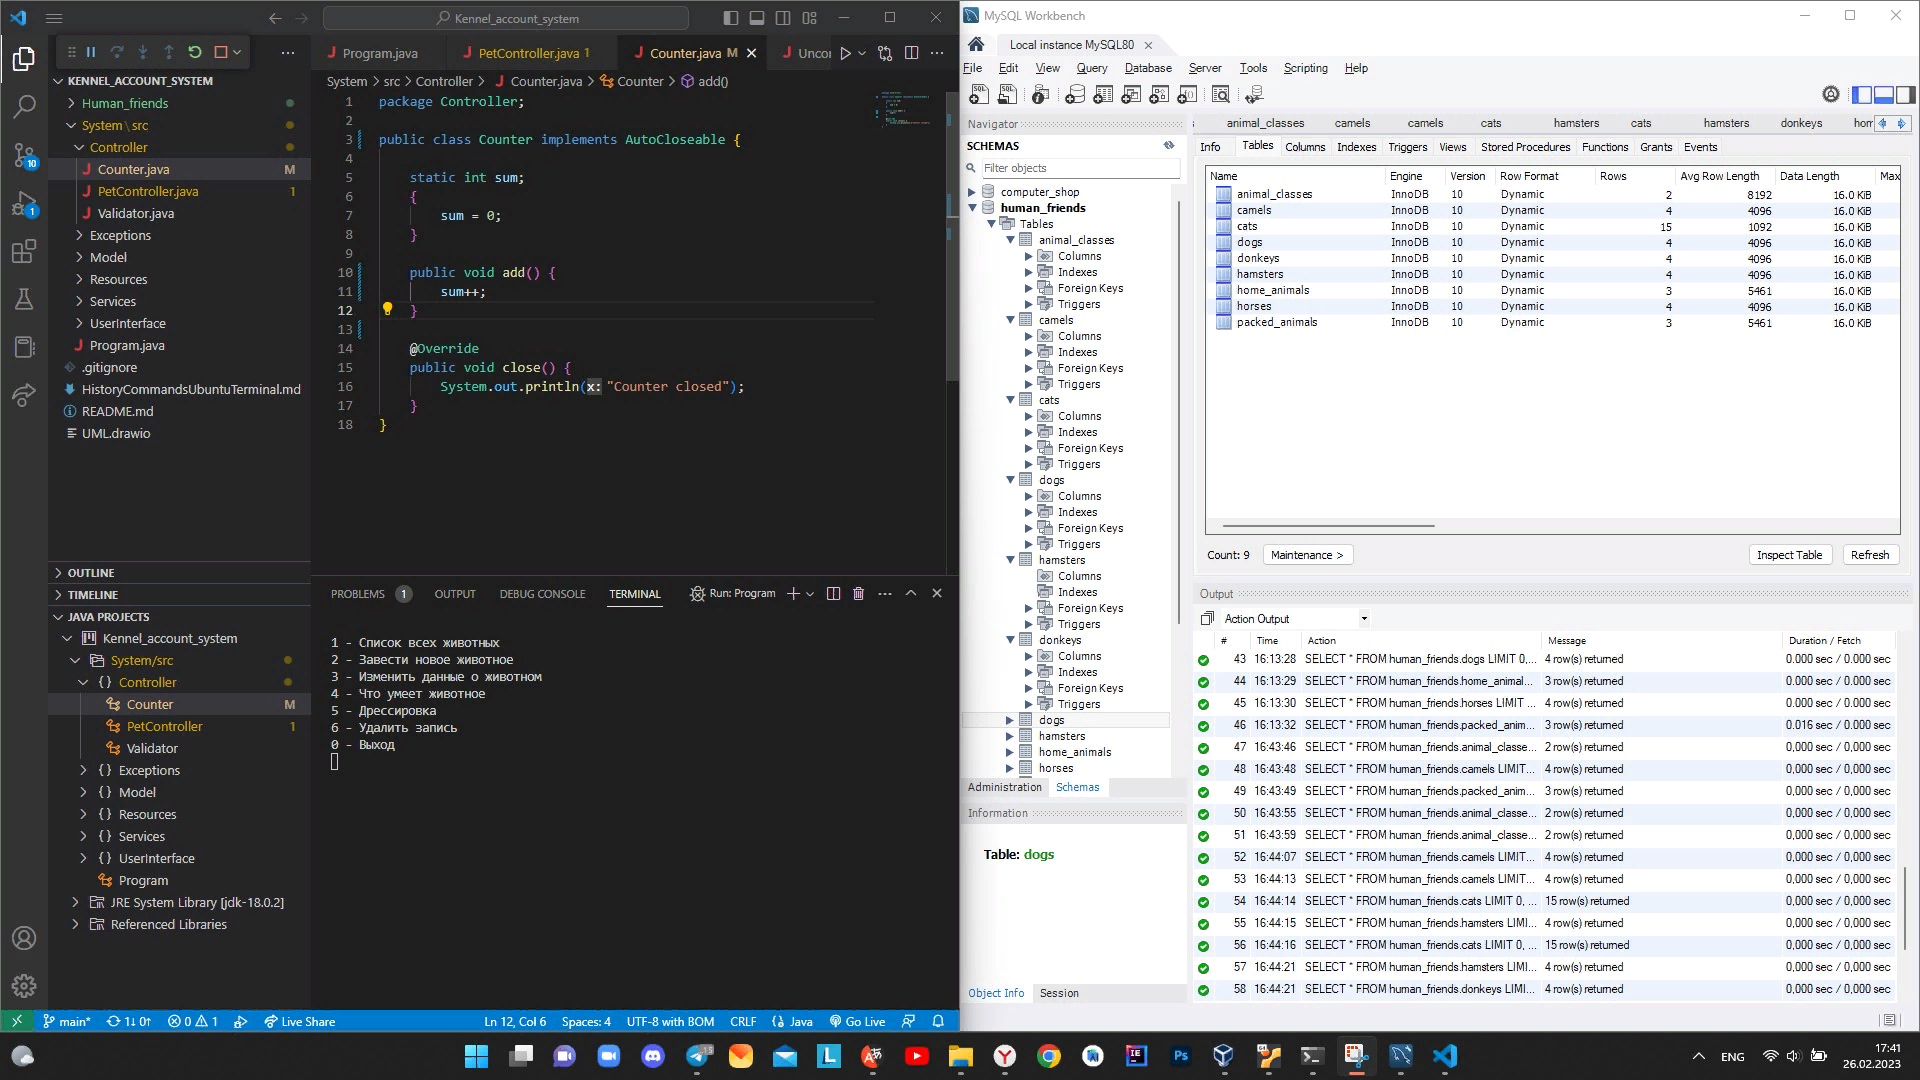 Kennel_account_system
Program.java
PetController.java 1
Counter.java M
Uncor
KENNEL_ACCOUNT_SYSTEM
Human_friends
System\src
Controller
Counter.java M
PetController.java 1
Validator.java
Exceptions
Model
Resources
Services
UserInterface
Program.java
.gitignore
HistoryCommandsUbuntuTerminal.md
README.md
UML.drawio
10
1
System > src > Controller > Counter.java > Counter > add()
1 package Controller;
2
3 public class Counter implements AutoCloseable {
4
5 static int sum;
6 {
7 sum = 0;
8 }
9
10 public void add() {
11 sum++;
12 }
13
14 @Override
15 public void close() {
16 System.out.println(x: "Counter closed");
17 }
18 }
OUTLINE
TIMELINE
JAVA PROJECTS
Kennel_account_system
System/src
{} Controller
Counter M
PetController 1
Validator
{} Exceptions
{} Model
{} Resources
{} Services
{} UserInterface
Program
JRE System Library [jdk-18.0.2]
Referenced Libraries
PROBLEMS 1 OUTPUT DEBUG CONSOLE TERMINAL Run: Program
1 - Список всех животных
2 - Завести новое животное
3 - Изменить данные о животном
4 - Что умеет животное
5 - Дрессировка
6 - Удалить запись
0 - Выход
main* 1↓ 0↑ 0 1 Live Share Ln 12, Col 6 Spaces: 4 UTF-8 with BOM CRLF {} Java Go Live
MySQL Workbench
Local instance MySQL80
File Edit View Query Database Server Tools Scripting Help
Navigator
SCHEMAS
Filter objects
computer_shop
human_friends
Tables
animal_classes
Columns
Indexes
Foreign Keys
Triggers
camels
Columns
Indexes
Foreign Keys
Triggers
cats
Columns
Indexes
Foreign Keys
Triggers
dogs
Columns
Indexes
Foreign Keys
Triggers
hamsters
Columns
Indexes
Foreign Keys
Triggers
donkeys
Columns
Indexes
Foreign Keys
Triggers
dogs
hamsters
home_animals
horses
Administration Schemas
Information
Table: dogs
Object Info Session
animal_classes camels camels cats hamsters cats hamsters donkeys hor
Info Tables Columns Indexes Triggers Views Stored Procedures Functions Grants Events
Name Engine Version Row Format Rows Avg Row Length Data Length Max
animal_classes InnoDB 10 Dynamic 2 8192 16.0 KiB
camels InnoDB 10 Dynamic 4 4096 16.0 KiB
cats InnoDB 10 Dynamic 15 1092 16.0 KiB
dogs InnoDB 10 Dynamic 4 4096 16.0 KiB
donkeys InnoDB 10 Dynamic 4 4096 16.0 KiB
hamsters InnoDB 10 Dynamic 4 4096 16.0 KiB
home_animals InnoDB 10 Dynamic 3 5461 16.0 KiB
horses InnoDB 10 Dynamic 4 4096 16.0 KiB
packed_animals InnoDB 10 Dynamic 3 5461 16.0 KiB
Count: 9 Maintenance > Inspect Table Refresh
Output
Action Output
# Time Action Message Duration / Fetch
43 16:13:28 SELECT * FROM human_friends.dogs LIMIT 0,... 4 row(s) returned 0.000 sec / 0.000 sec
44 16:13:29 SELECT * FROM human_friends.home_animal... 3 row(s) returned 0.000 sec / 0.000 sec
45 16:13:30 SELECT * FROM human_friends.horses LIMIT ... 4 row(s) returned 0.000 sec / 0.000 sec
46 16:13:32 SELECT * FROM human_friends.packed_anim... 3 row(s) returned 0.016 sec / 0.000 sec
47 16:43:46 SELECT * FROM human_friends.animal_classe... 2 row(s) returned 0,000 sec / 0,000 sec
48 16:43:48 SELECT * FROM human_friends.camels LIMIT... 4 row(s) returned 0,000 sec / 0,000 sec
49 16:43:49 SELECT * FROM human_friends.packed_anim... 3 row(s) returned 0,000 sec / 0,000 sec
50 16:43:55 SELECT * FROM human_friends.animal_classe... 2 row(s) returned 0,000 sec / 0,000 sec
51 16:43:59 SELECT * FROM human_friends.animal_classe... 2 row(s) returned 0,000 sec / 0,000 sec
52 16:44:07 SELECT * FROM human_friends.camels LIMIT... 4 row(s) returned 0,000 sec / 0,000 sec
53 16:44:13 SELECT * FROM human_friends.camels LIMIT... 4 row(s) returned 0,000 sec / 0,000 sec
54 16:44:14 SELECT * FROM human_friends.cats LIMIT 0, ... 15 row(s) returned 0,000 sec / 0,000 sec
55 16:44:15 SELECT * FROM human_friends.hamsters LIMI... 4 row(s) returned 0,000 sec / 0,000 sec
56 16:44:16 SELECT * FROM human_friends.cats LIMIT 0, ... 15 row(s) returned 0,000 sec / 0,000 sec
57 16:44:21 SELECT * FROM human_friends.hamsters LIMI... 4 row(s) returned 0,000 sec / 0,000 sec
58 16:44:21 SELECT * FROM human_friends.donkeys LIMI... 4 row(s) returned 0,000 sec / 0,000 sec
ENG
17:41
26.02.2023